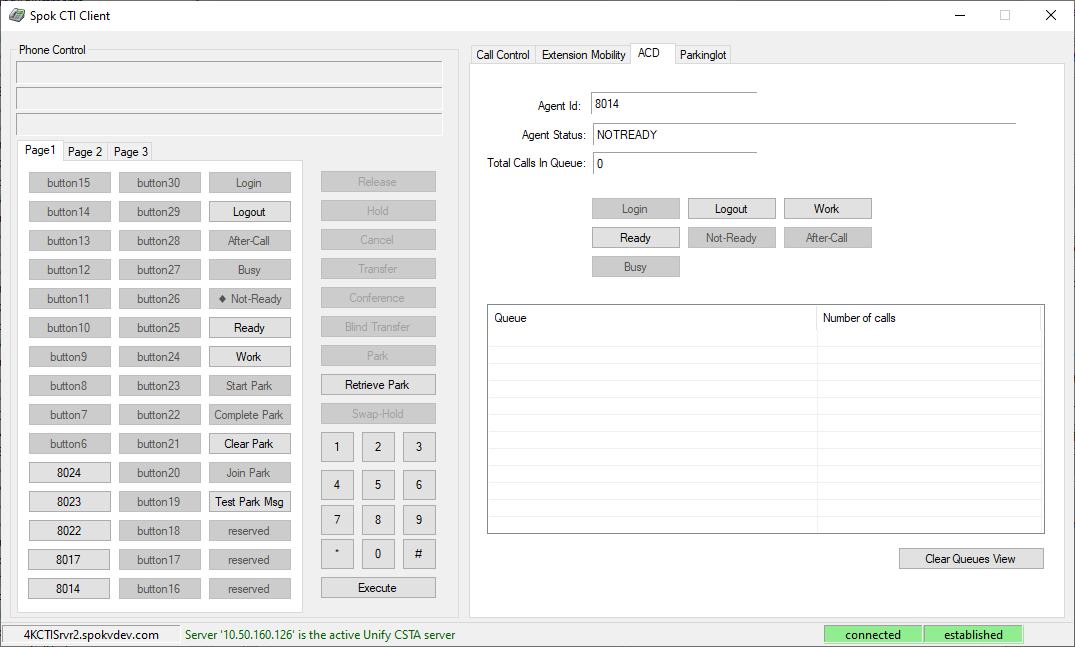 Spok CTI Client
Phone Control
Page1 Page 2 Page 3
button15 button30 Login
button14 button29 Logout
button13 button28 After-Call
button12 button27 Busy
button11 button26 ♦ Not-Ready
button10 button25 Ready
button9 button24 Work
button8 button23 Start Park
button7 button22 Complete Park
button6 button21 Clear Park
8024 button20 Join Park
8023 button19 Test Park Msg
8022 button18 reserved
8017 button17 reserved
8014 button16 reserved
Release
Hold
Cancel
Transfer
Conference
Blind Transfer
Park
Retrieve Park
Swap-Hold
1 2 3
4 5 6
7 8 9
* 0 #
Execute
Call Control Extension Mobility ACD Parkinglot
Agent Id: 8014
Agent Status: NOTREADY
Total Calls In Queue: 0
Login Logout Work
Ready Not-Ready After-Call
Busy
Queue Number of calls
Clear Queues View
4KCTISrvr2.spokvdev.com Server '10.50.160.126' is the active Unify CSTA server connected established